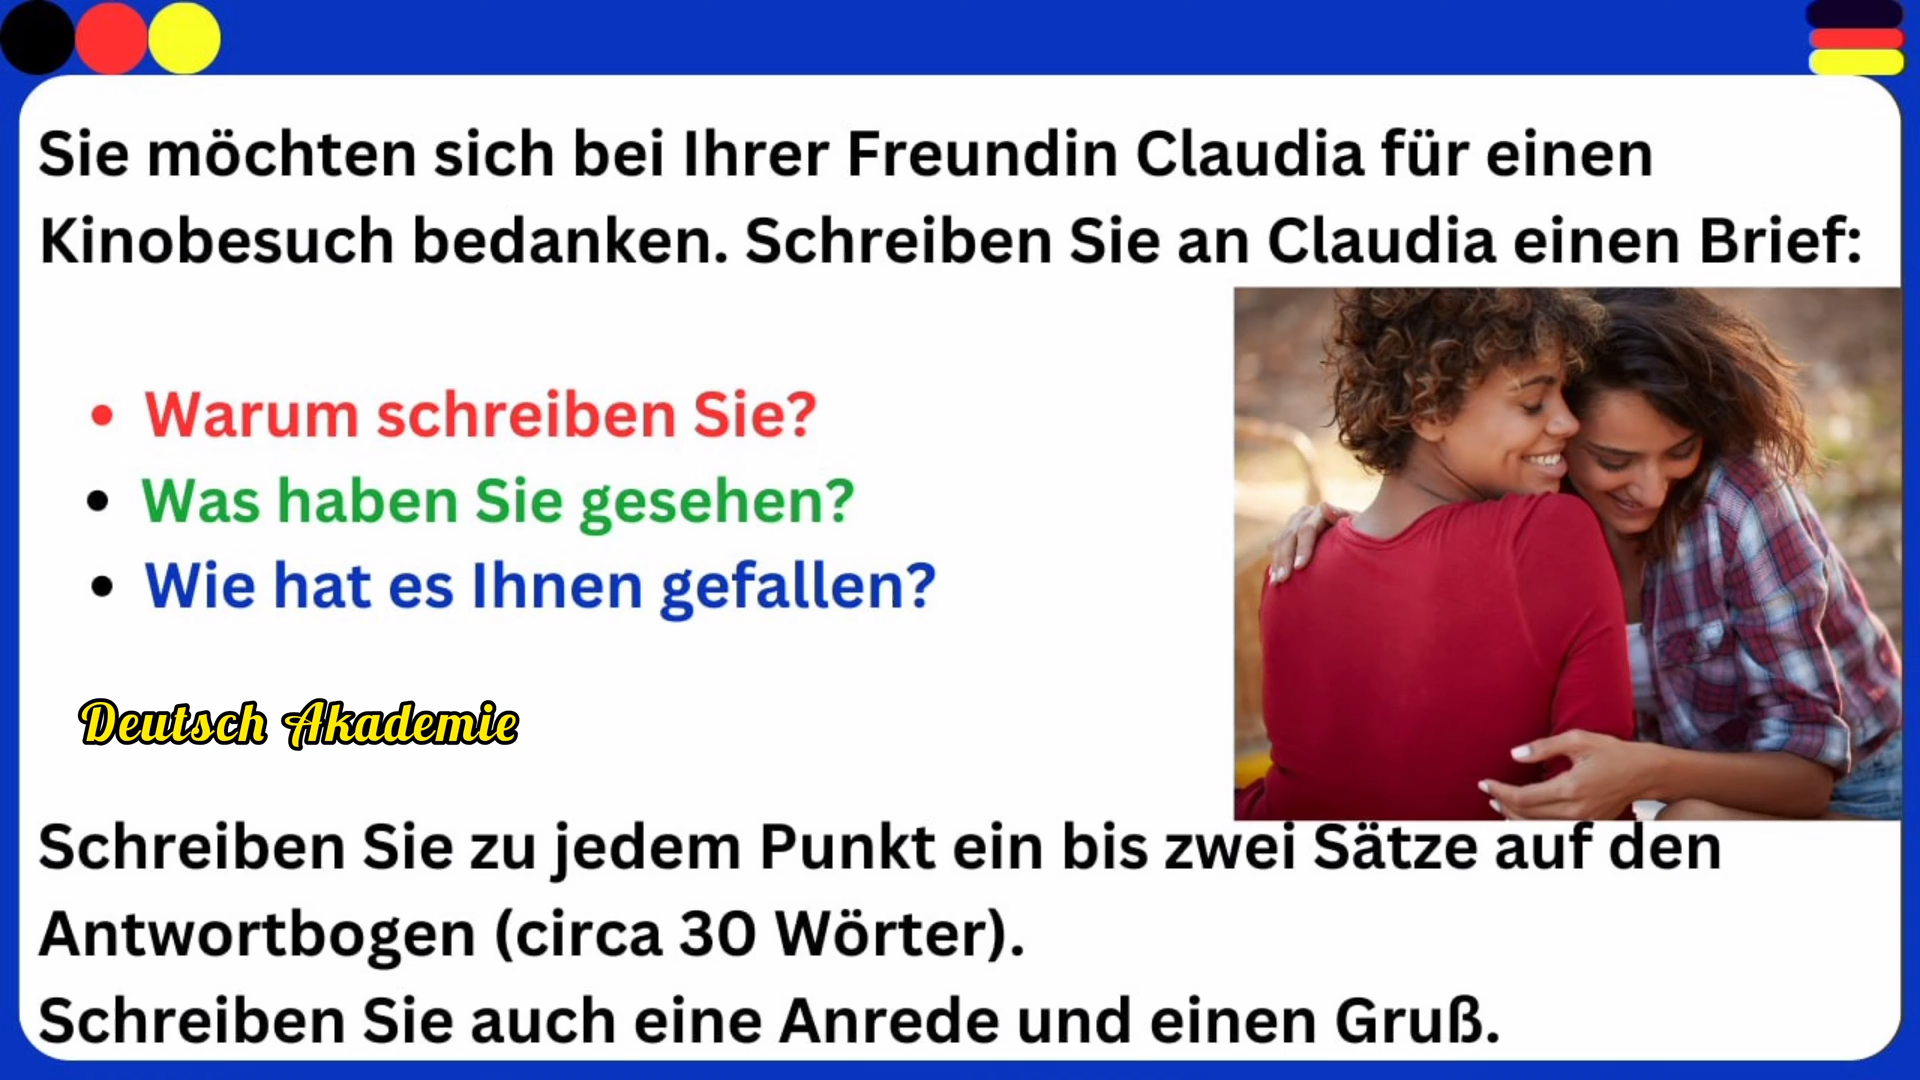 Sie möchten sich bei Ihrer Freundin Claudia für einen
Kinobesuch bedanken. Schreiben Sie an Claudia einen Brief:
• Warum schreiben Sie?
• Was haben Sie gesehen?
• Wie hat es Ihnen gefallen?
Deutsch Akademie
Schreiben Sie zu jedem Punkt ein bis zwei Sätze auf den
Antwortbogen (circa 30 Wörter).
Schreiben Sie auch eine Anrede und einen Gruß.